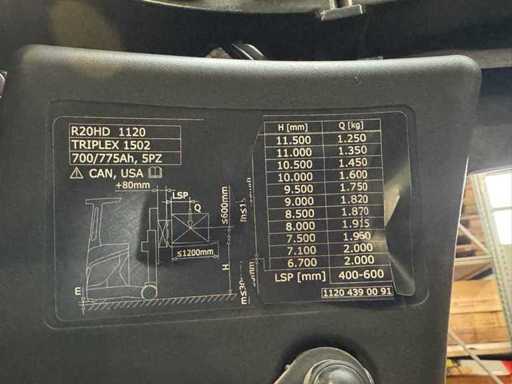 R20HD 1120
TRIPLEX 1502
700/775Ah, 5PZ
CAN, USA
+80mm
LSP
Q
≤600mm
≤1200mm
H
E
H [mm] Q [kg]
11.500 1.250
11.000 1.350
10.500 1.450
10.000 1.600
9.500 1.750
9.000 1.820
8.500 1.870
8.000 1.915
7.500 1.960
7.100 2.000
6.700 2.000
LSP [mm] 400-600
1120 439 00 91